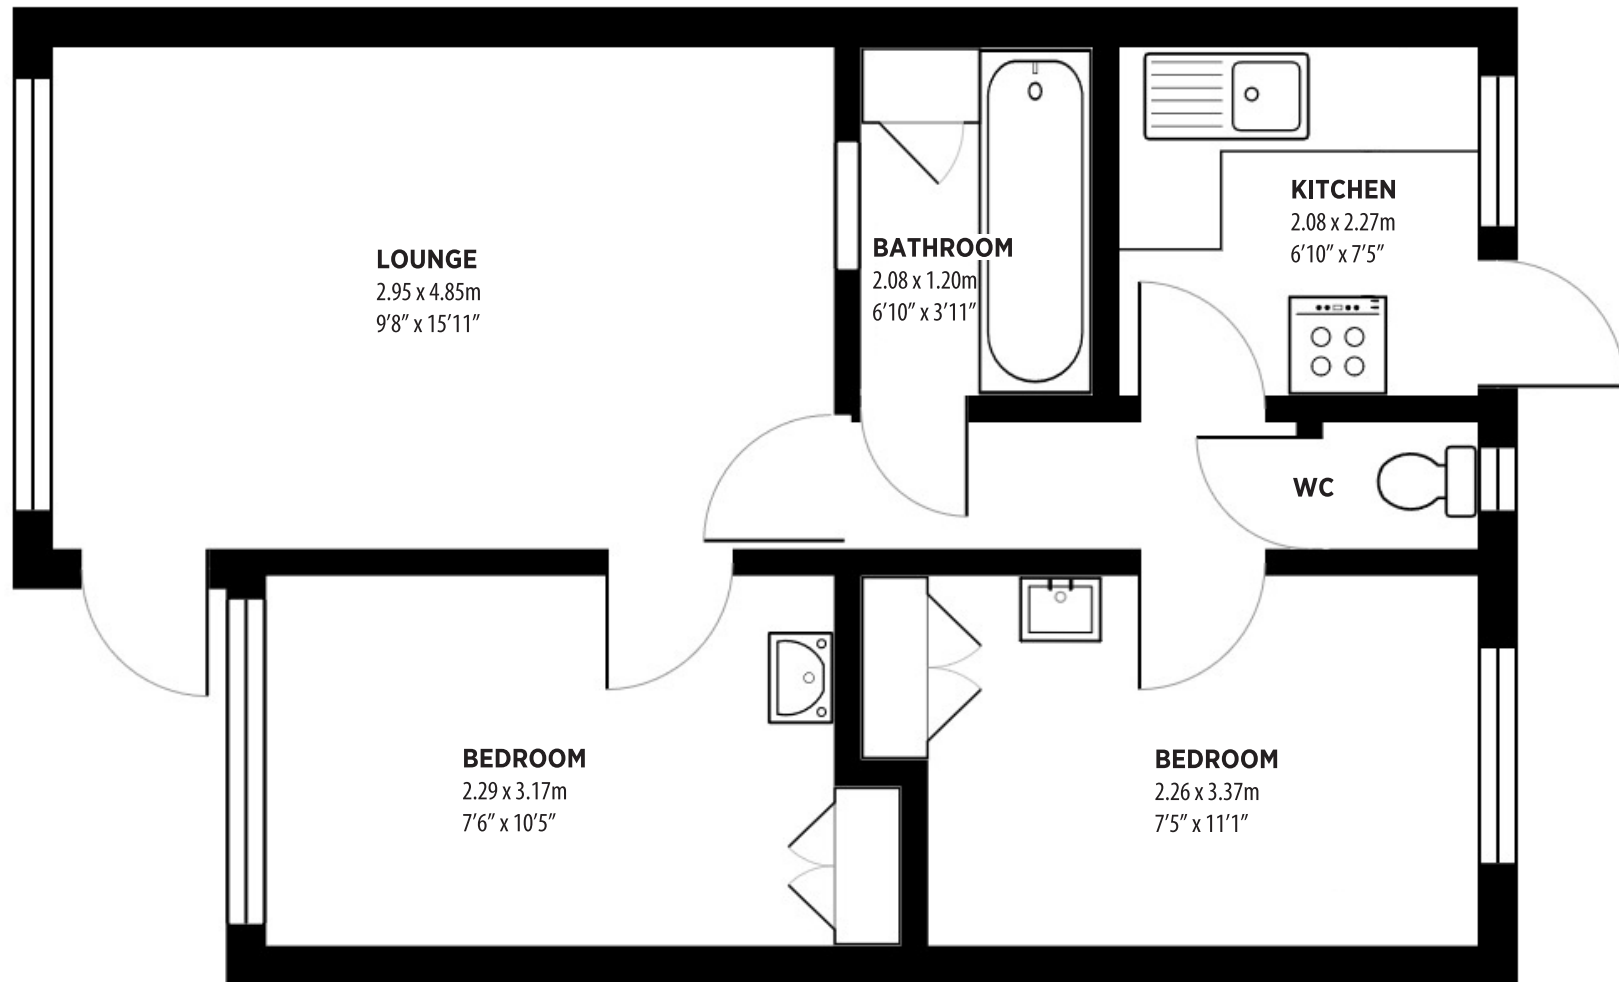 LOUNGE
2.95 x 4.85m
9’8” x 15’11”
BATHROOM
2.08 x 1.20m
6’10” x 3’11”
KITCHEN
2.08 x 2.27m
6’10” x 7’5”
WC
BEDROOM
2.29 x 3.17m
7’6” x 10’5”
BEDROOM
2.26 x 3.37m
7’5” x 11’1”